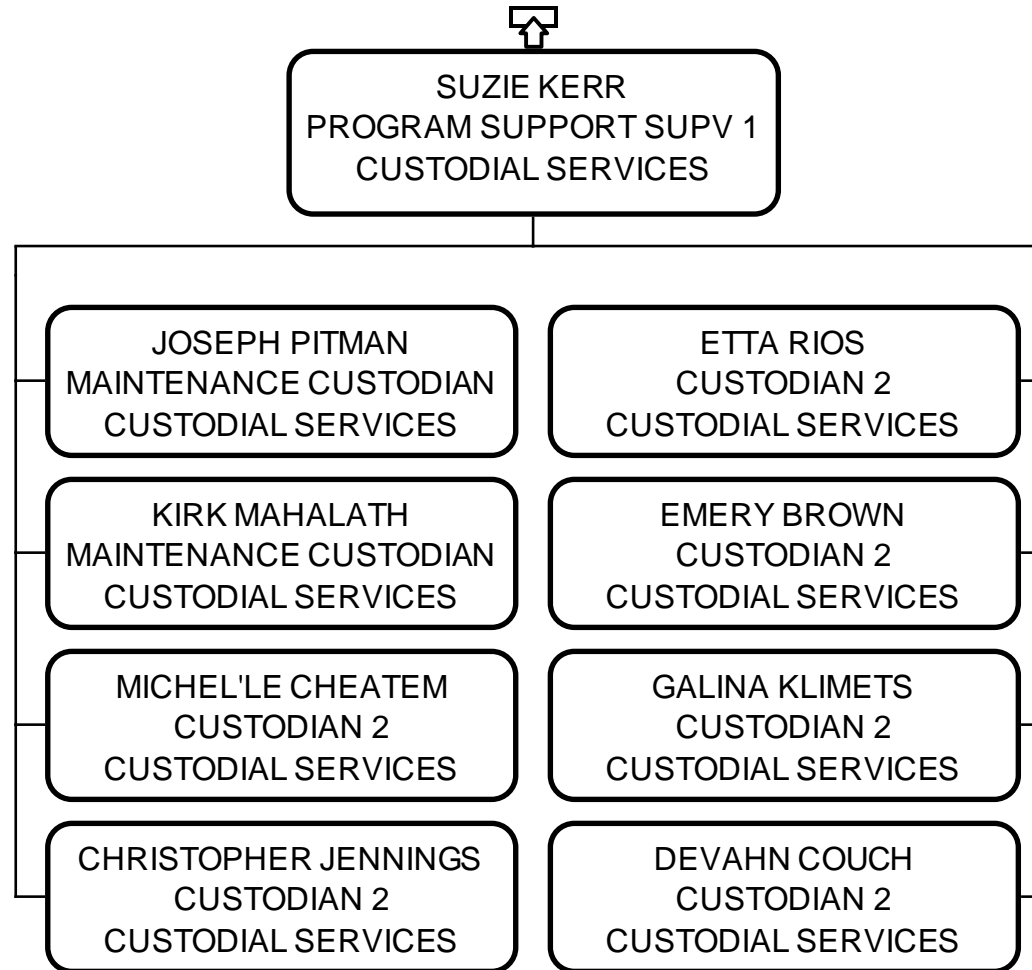 SUZIE KERR
PROGRAM SUPPORT SUPV 1
CUSTODIAL SERVICES
JOSEPH PITMAN
MAINTENANCE CUSTODIAN
CUSTODIAL SERVICES
ETTA RIOS
CUSTODIAN 2
CUSTODIAL SERVICES
KIRK MAHALATH
MAINTENANCE CUSTODIAN
CUSTODIAL SERVICES
EMERY BROWN
CUSTODIAN 2
CUSTODIAL SERVICES
MICHEL'LE CHEATEM
CUSTODIAN 2
CUSTODIAL SERVICES
GALINA KLIMETS
CUSTODIAN 2
CUSTODIAL SERVICES
CHRISTOPHER JENNINGS
CUSTODIAN 2
CUSTODIAL SERVICES
DEVAHN COUCH
CUSTODIAN 2
CUSTODIAL SERVICES